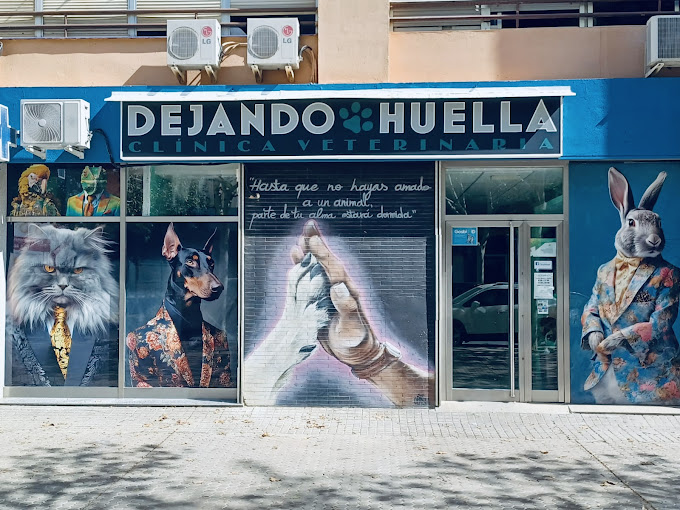 LG
LG
DEJANDO HUELLA
CLÍNICA VETERINARIA
"Hasta que no hayas amado
a un animal,
parte de tu alma estará dormida"